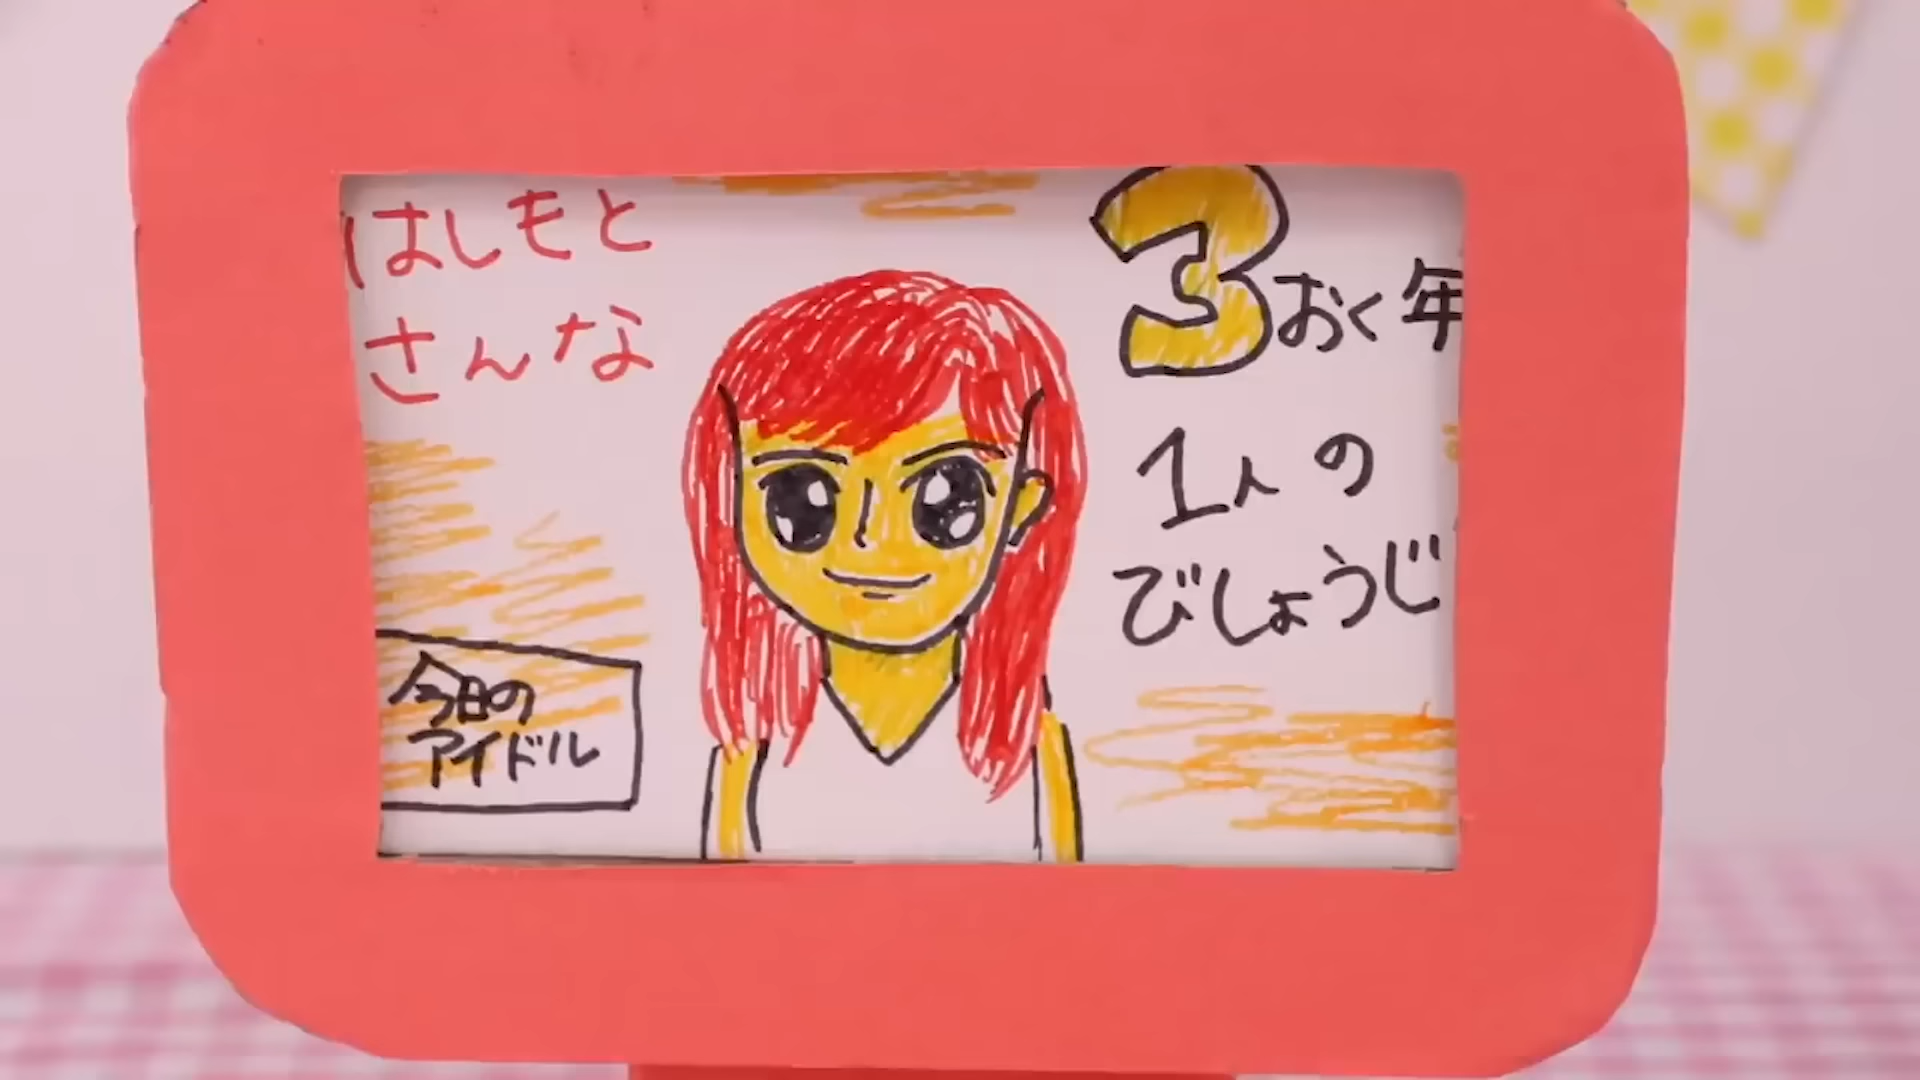 はしもと
さんな
3おく年
1人の
びしょうじ
今日の
アイドル